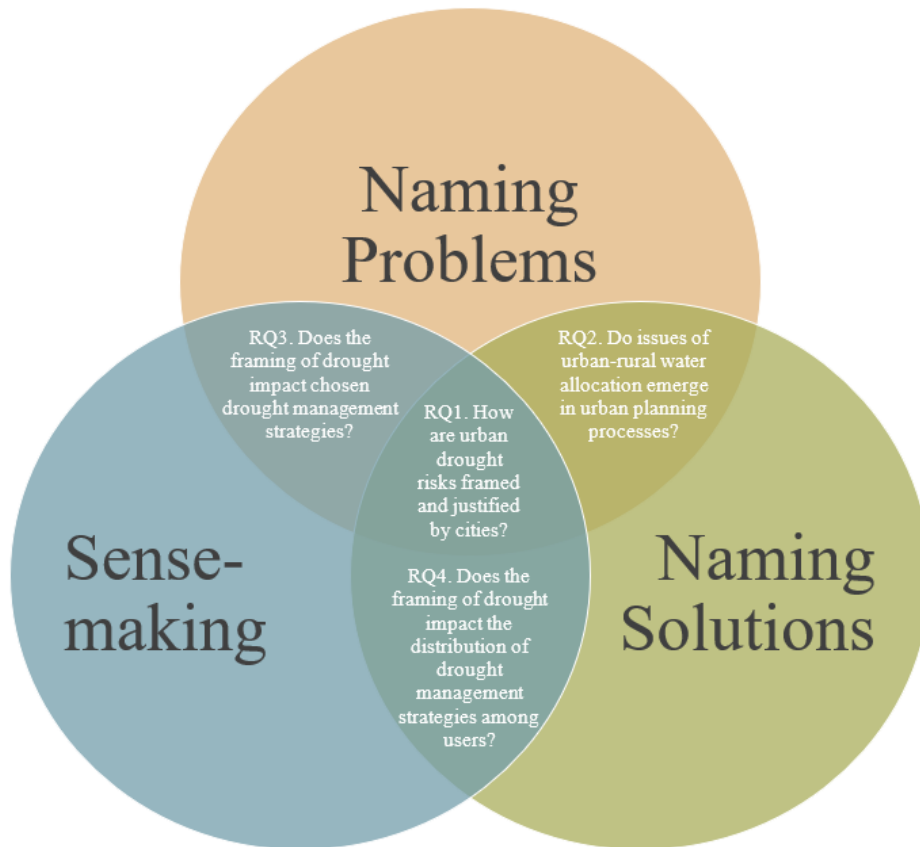 Naming
Problems
RQ3. Does the
framing of drought
impact chosen
drought management
strategies?
RQ2. Do issues of
urban-rural water
allocation emerge
in urban planning
processes?
RQ1. How
are urban
drought
risks framed
and justified
by cities?
Sense-
making
Naming
Solutions
RQ4. Does the
framing of drought
impact the
distribution of
drought
management
strategies among
users?